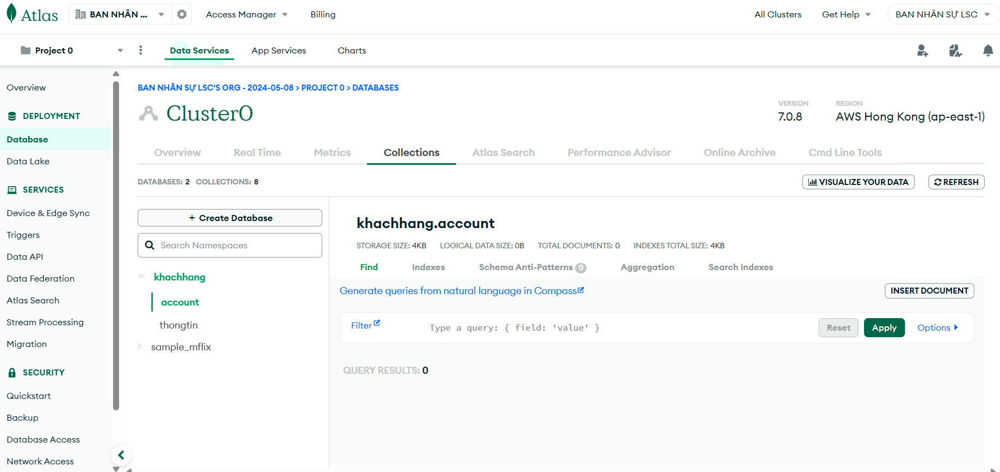 Atlas
BAN NHÂN ...
Access Manager
Billing
All Clusters
Get Help
BAN NHÂN SỰ LSC
Project 0
Data Services
App Services
Charts
Overview
DEPLOYMENT
Database
Data Lake
SERVICES
Device & Edge Sync
Triggers
Data API
Data Federation
Atlas Search
Stream Processing
Migration
SECURITY
Quickstart
Backup
Database Access
Network Access
BAN NHÂN SỰ LSC'S ORG - 2024-05-08 > PROJECT 0 > DATABASES
Cluster0
VERSION
7.0.8
REGION
AWS Hong Kong (ap-east-1)
Overview
Real Time
Metrics
Collections
Atlas Search
Performance Advisor
Online Archive
Cmd Line Tools
DATABASES: 2 COLLECTIONS: 8
VISUALIZE YOUR DATA
REFRESH
+ Create Database
Search Namespaces
khachhang
account
thongtin
sample_mflix
khachhang.account
STORAGE SIZE: 4KB LOGICAL DATA SIZE: 0B TOTAL DOCUMENTS: 0 INDEXES TOTAL SIZE: 4KB
Find
Indexes
Schema Anti-Patterns 0
Aggregation
Search Indexes
Generate queries from natural language in Compass
INSERT DOCUMENT
Filter
Type a query: { field: 'value' }
Reset
Apply
Options
QUERY RESULTS: 0